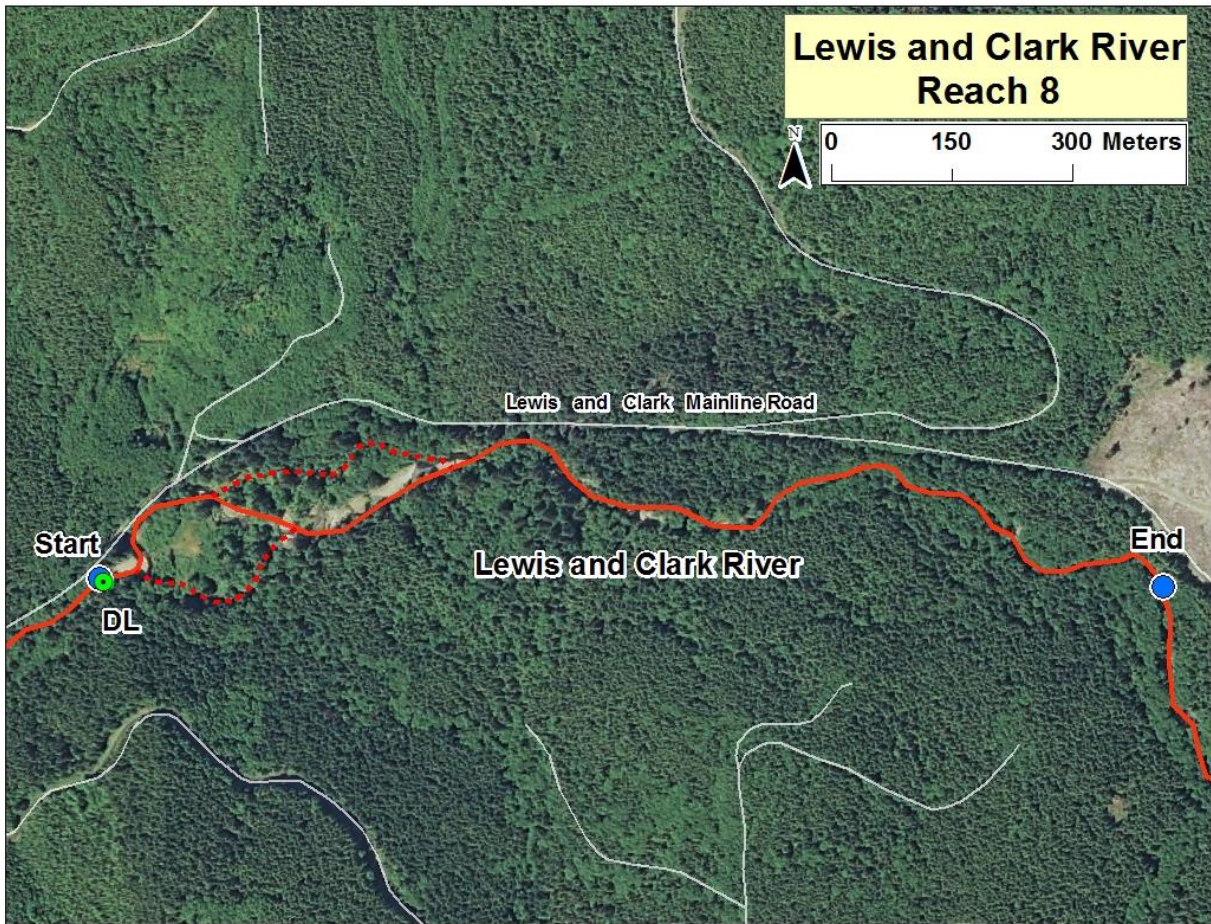 Lewis and Clark River
Reach 8
N
0 150 300 Meters
Lewis and Clark Mainline Road
Start
End
Lewis and Clark River
DL